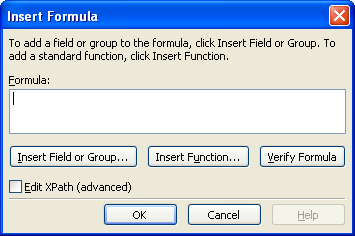 Insert Formula
To add a field or group to the formula, click Insert Field or Group. To
add a standard function, click Insert Function.
Formula:
Insert Field or Group... Insert Function... Verify Formula
Edit XPath (advanced)
OK Cancel Help